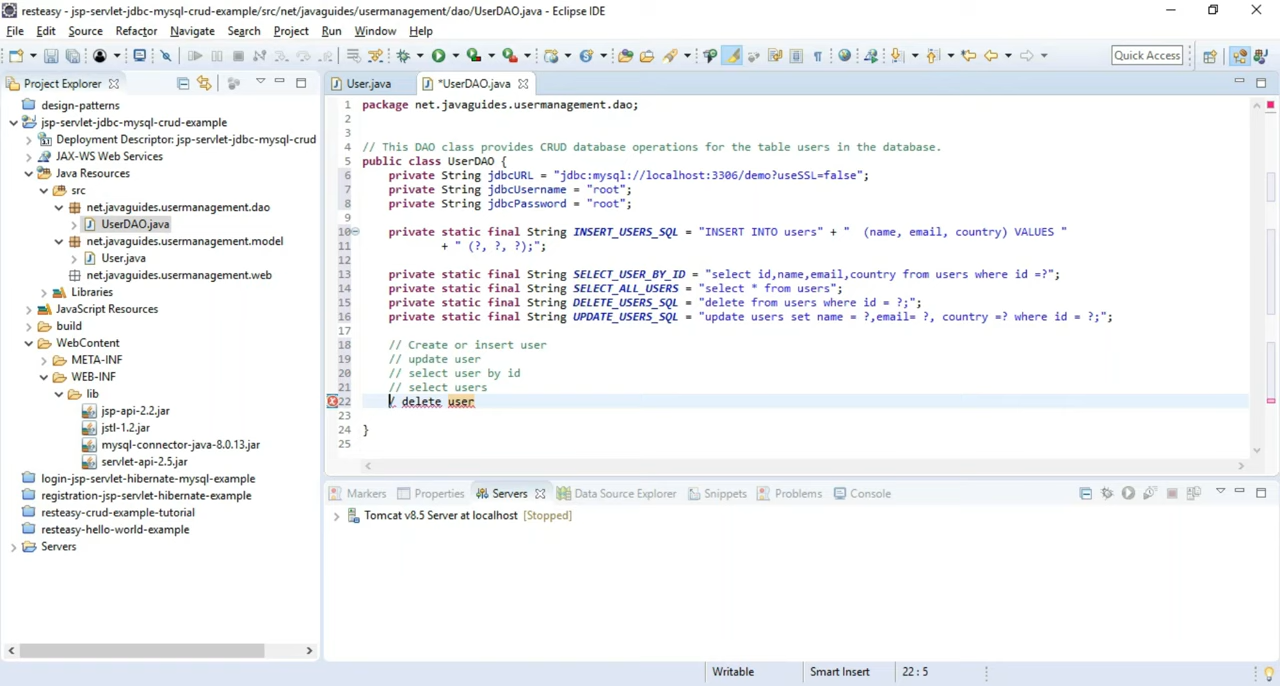 resteasy - jsp-servlet-jdbc-mysql-crud-example/src/net/javaguides/usermanagement/dao/UserDAO.java - Eclipse IDE
File Edit Source Refactor Navigate Search Project Run Window Help
Quick Access
Project Explorer
design-patterns
jsp-servlet-jdbc-mysql-crud-example
Deployment Descriptor: jsp-servlet-jdbc-mysql-crud
JAX-WS Web Services
Java Resources
src
net.javaguides.usermanagement.dao
UserDAO.java
net.javaguides.usermanagement.model
User.java
net.javaguides.usermanagement.web
Libraries
JavaScript Resources
build
WebContent
META-INF
WEB-INF
lib
jsp-api-2.2.jar
jstl-1.2.jar
mysql-connector-java-8.0.13.jar
servlet-api-2.5.jar
login-jsp-servlet-hibernate-mysql-example
registration-jsp-servlet-hibernate-example
resteasy-crud-example-tutorial
resteasy-hello-world-example
Servers
User.java *UserDAO.java
1 package net.javaguides.usermanagement.dao;
2
3
4 // This DAO class provides CRUD database operations for the table users in the database.
5 public class UserDAO {
6 private String jdbcURL = "jdbc:mysql://localhost:3306/demo?useSSL=false";
7 private String jdbcUsername = "root";
8 private String jdbcPassword = "root";
9
10 private static final String INSERT_USERS_SQL = "INSERT INTO users" + "  (name, email, country) VALUES "
11 + " (?, ?, ?);";
12
13 private static final String SELECT_USER_BY_ID = "select id,name,email,country from users where id =?";
14 private static final String SELECT_ALL_USERS = "select * from users";
15 private static final String DELETE_USERS_SQL = "delete from users where id = ?;";
16 private static final String UPDATE_USERS_SQL = "update users set name = ?,email= ?, country =? where id = ?;";
17
18 // Create or insert user
19 // update user
20 // select user by id
21 // select users
22 / delete user
23
24 }
25
Markers Properties Servers Data Source Explorer Snippets Problems Console
Tomcat v8.5 Server at localhost [Stopped]
Writable Smart Insert 22 : 5